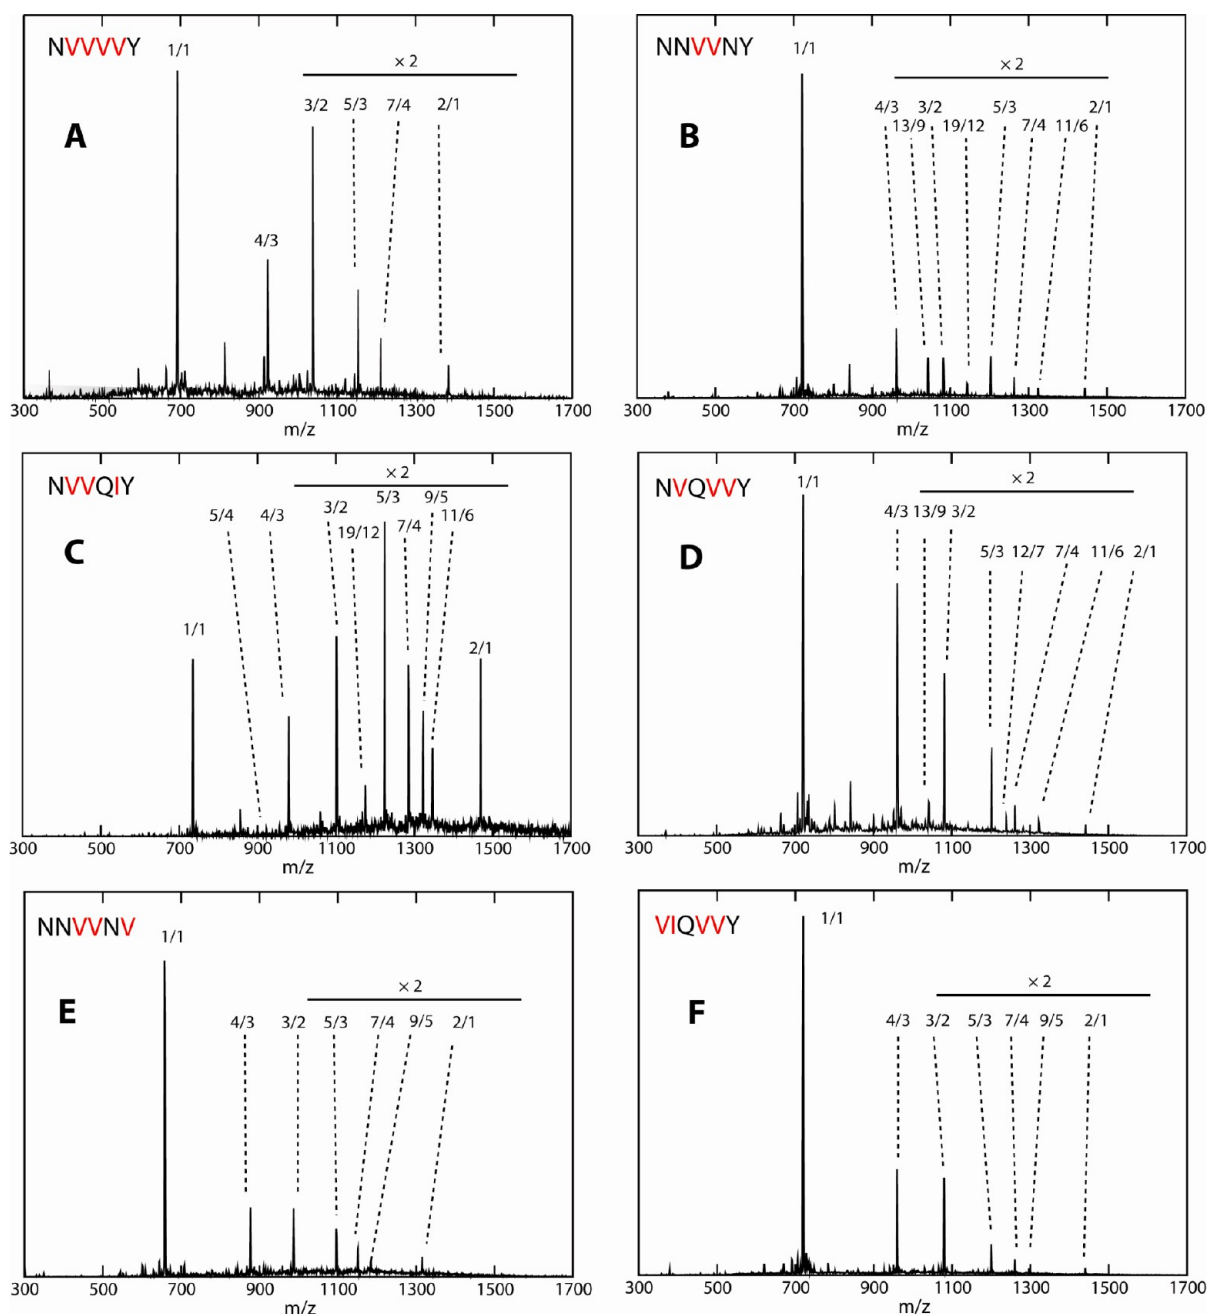 NVVVVY
1/1
× 2
3/2 5/3 7/4 2/1
A
4/3
300 500 700 900 1100 1300 1500 1700
m/z
NNVVNY
1/1
× 2
4/3 3/2 5/3 2/1
13/9 19/12 7/4 11/6
B
300 500 700 900 1100 1300 1500 1700
m/z
NVVQIY
× 2
5/4 4/3 3/2 5/3 9/5
19/12 7/4 11/6
C
1/1
2/1
300 500 700 900 1100 1300 1500 1700
m/z
NVQVVY
1/1
× 2
4/3 13/9 3/2
5/3 12/7 7/4 11/6 2/1
D
300 500 700 900 1100 1300 1500 1700
m/z
NNVVNV
1/1
× 2
E
4/3 3/2 5/3 7/4 9/5 2/1
300 500 700 900 1100 1300 1500 1700
m/z
VIQVVY
1/1
× 2
F
4/3 3/2 5/3 7/4 9/5 2/1
300 500 700 900 1100 1300 1500 1700
m/z